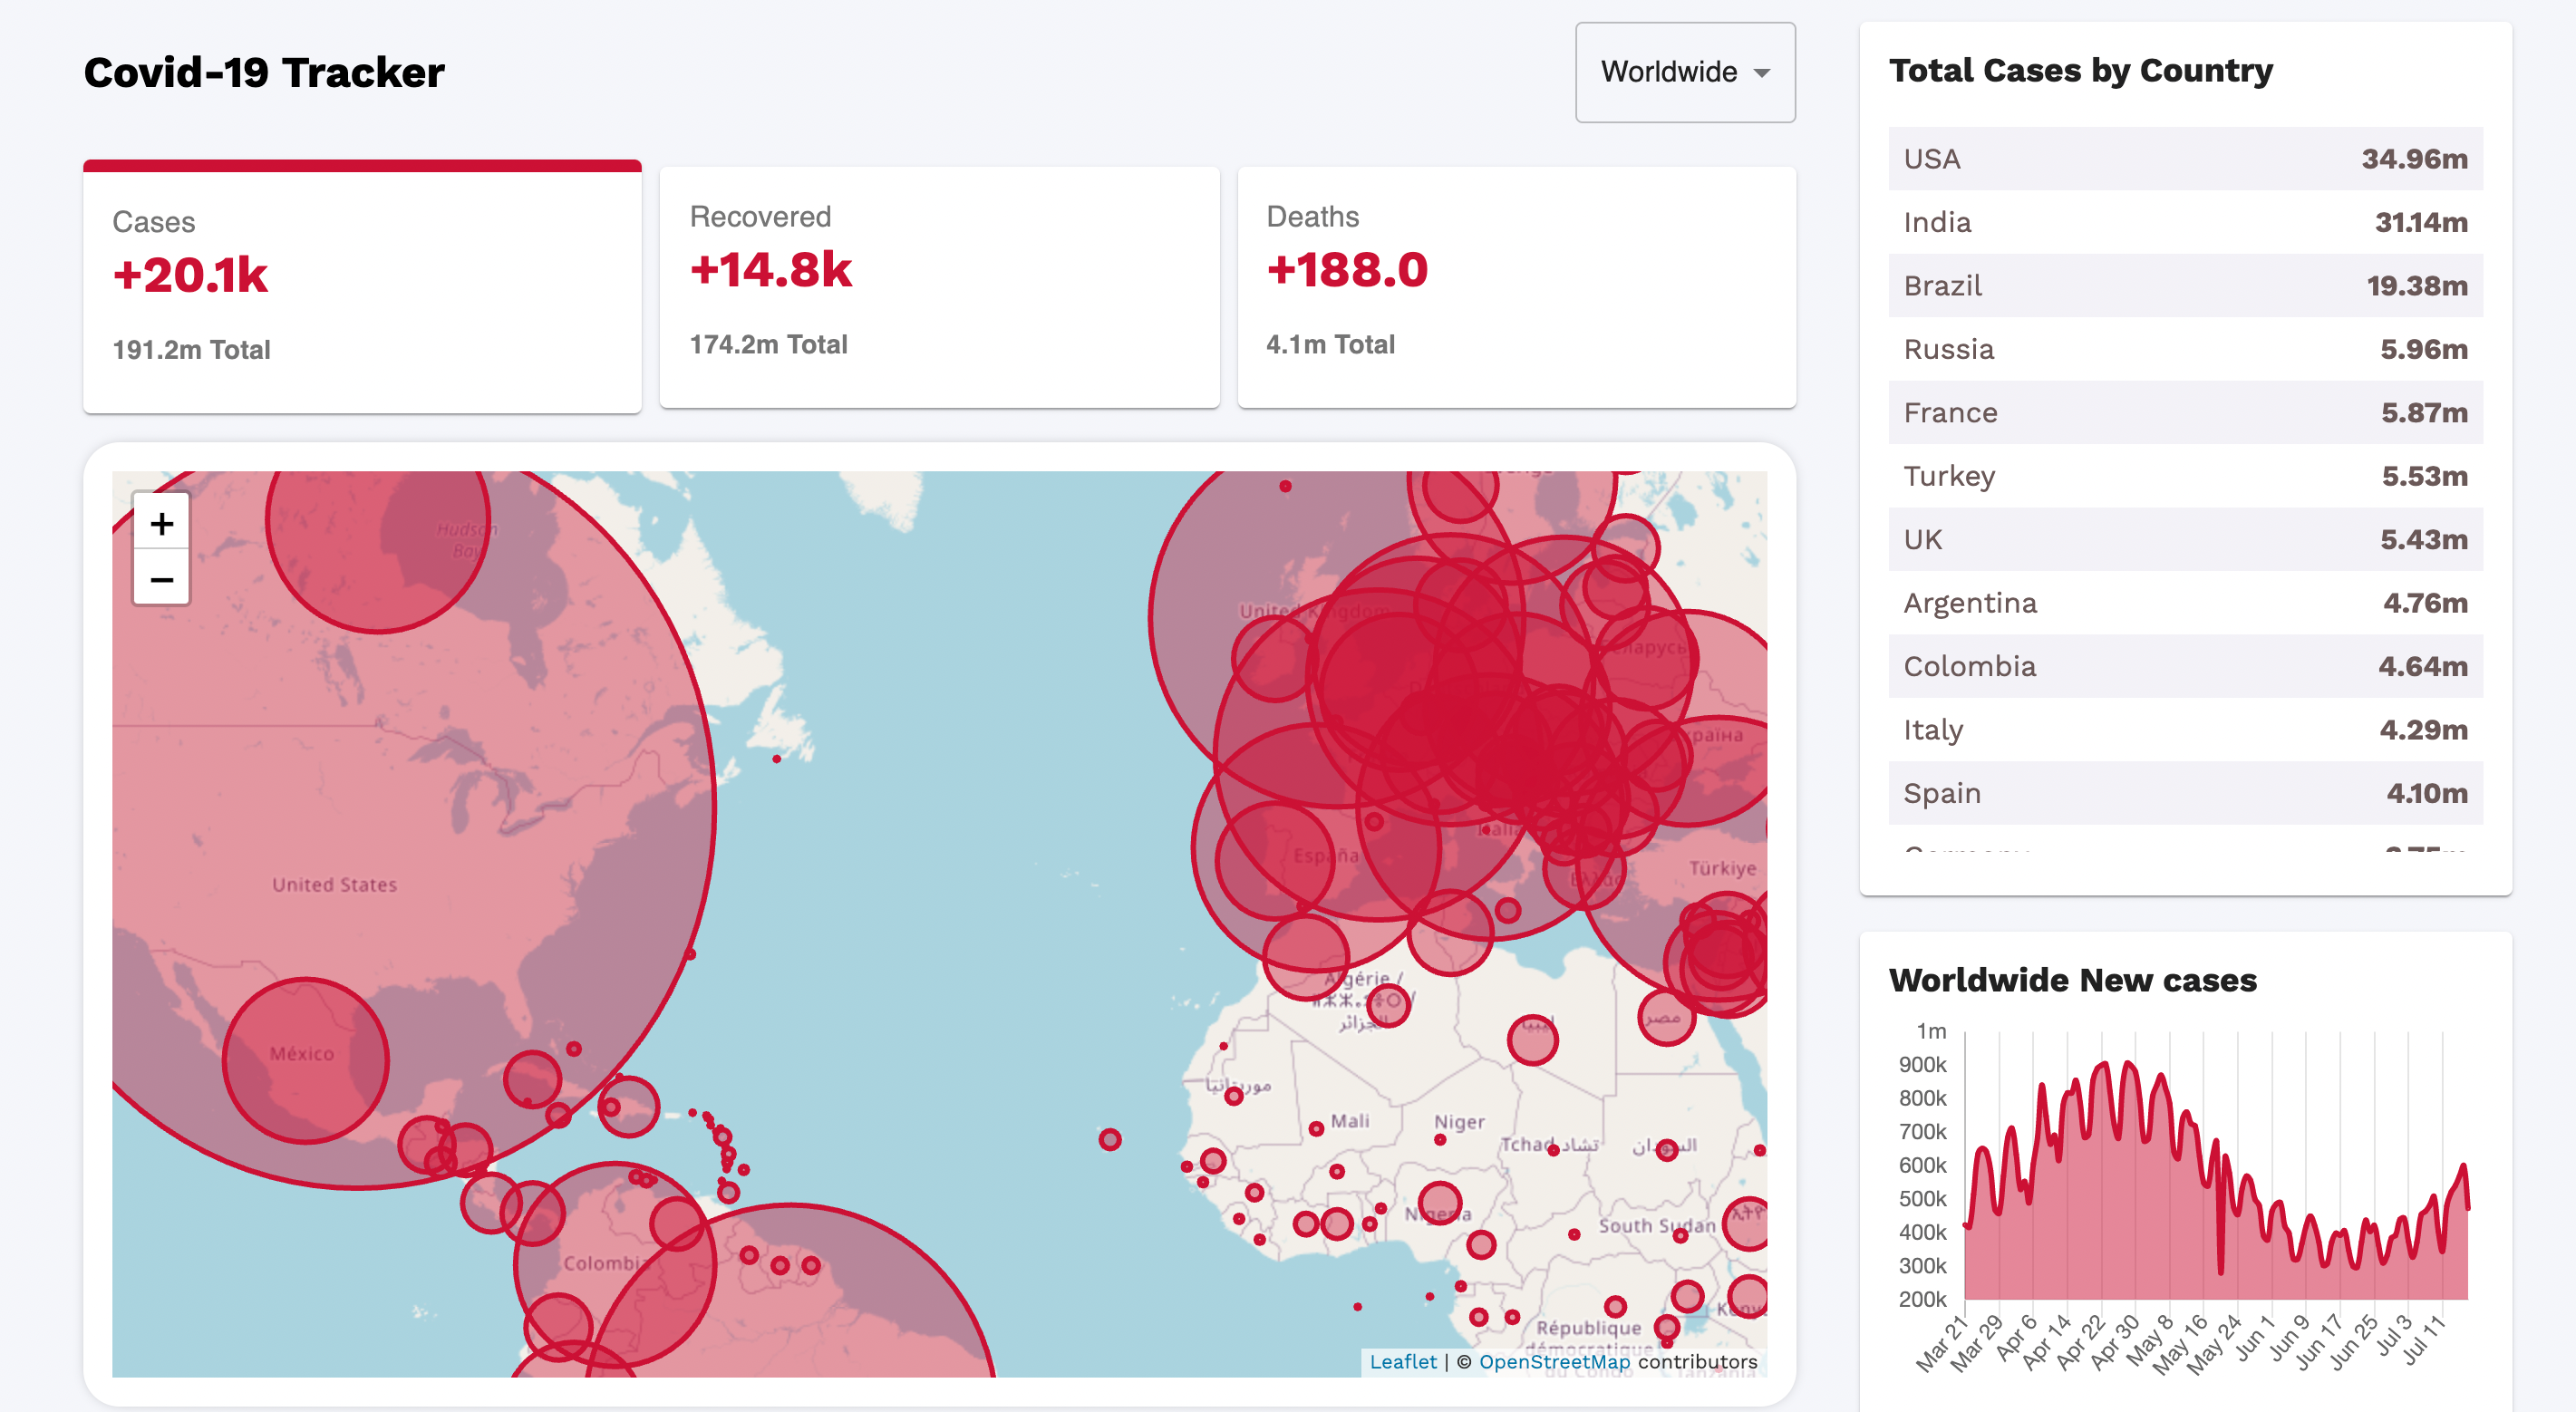 Covid-19 Tracker
Worldwide
Cases
+20.1k
191.2m Total
Recovered
+14.8k
174.2m Total
Deaths
+188.0
4.1m Total
+
−
Hudson
Bay
United Kingdom
United States
México
España
Italia
Ελλάς
Türkiye
Algérie /
الجزائر
ليبيا
مصر
موريتانيا
Mali
Niger
Tchad تشاد
السودان
Nigeria
South Sudan
Colombia
République
démocratique
du Congo
Tanzania
Leaflet | © OpenStreetMap contributors
Total Cases by Country
USA 34.96m
India 31.14m
Brazil 19.38m
Russia 5.96m
France 5.87m
Turkey 5.53m
UK 5.43m
Argentina 4.76m
Colombia 4.64m
Italy 4.29m
Spain 4.10m
Worldwide New cases
1m
900k
800k
700k
600k
500k
400k
300k
200k
Mar 21
Mar 29
Apr 6
Apr 14
Apr 22
Apr 30
May 8
May 16
May 24
Jun 1
Jun 9
Jun 17
Jun 25
Jul 3
Jul 11